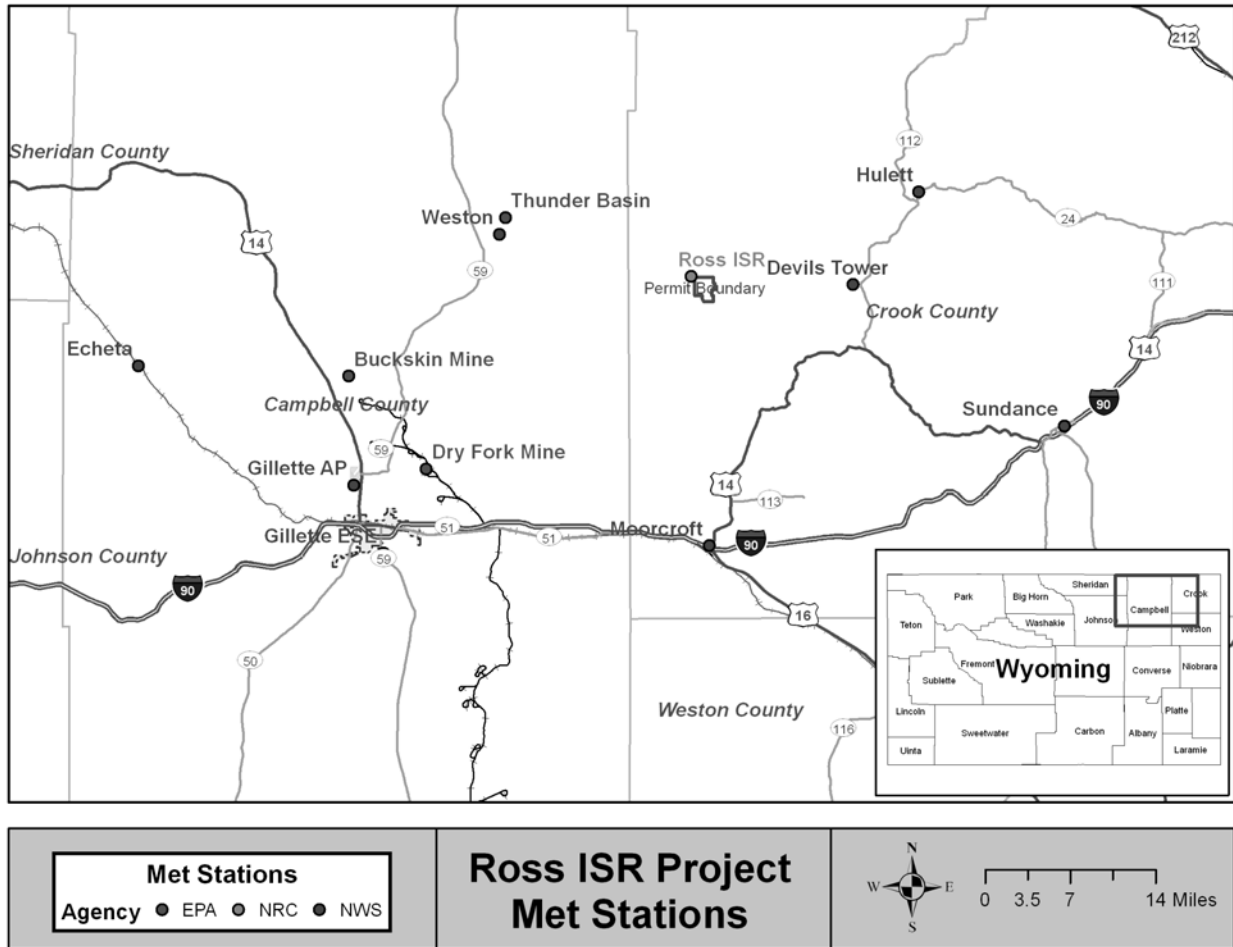 212
112
Sheridan County
Hulett
Thunder Basin
Weston
24
14
59
Ross ISR
Devils Tower
Permit Boundary
111
Crook County
Echeta
Buckskin Mine
14
Campbell County
Sundance
90
59
Dry Fork Mine
Gillette AP
14
113
51
Moorcroft
Gillette ESE
51
90
Johnson County
59
90
16
50
Weston County
116
Sheridan
Park
Big Horn
Crook
Campbell
Teton
Washakie
Johnson
Weston
Fremont
Wyoming
Converse
Niobrara
Sublette
Lincoln
Platte
Sweetwater
Carbon
Albany
Uinta
Laramie
Met Stations
Agency EPA NRC NWS
Ross ISR Project
Met Stations
N
W E
S
0 3.5 7 14 Miles